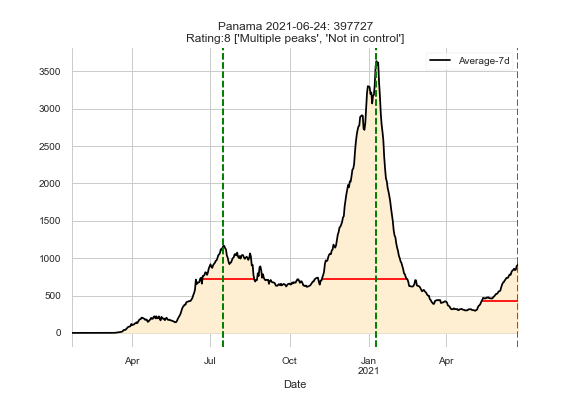 Panama 2021-06-24: 397727
Rating:8 ['Multiple peaks', 'Not in control']
Average-7d
3500
3000
2500
2000
1500
1000
500
0
Apr
Jul
Oct
Jan
2021
Apr
Date